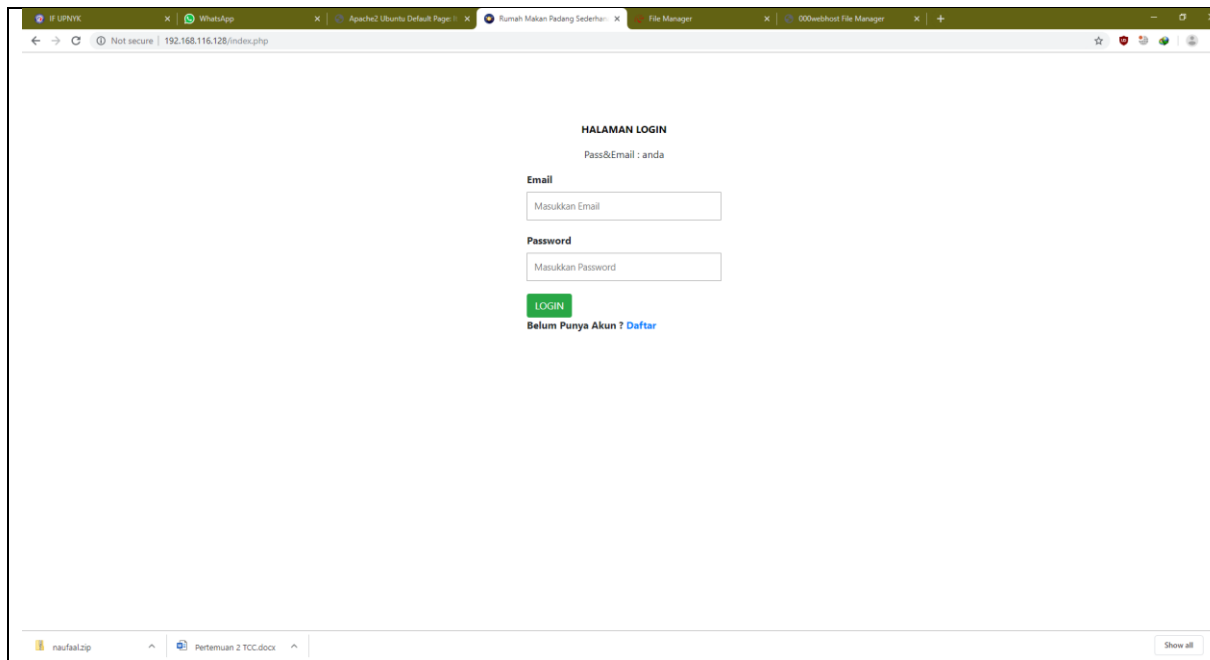 IF UPNYK
WhatsApp
Apache2 Ubuntu Default Page: I
Rumah Makan Padang Sederhan
File Manager
000webhost File Manager
Not secure | 192.168.116.128/index.php
HALAMAN LOGIN
Pass&Email : anda
Email
Masukkan Email
Password
Masukkan Password
LOGIN
Belum Punya Akun ? Daftar
naufaal.zip
Pertemuan 2 TCC.docx
Show all